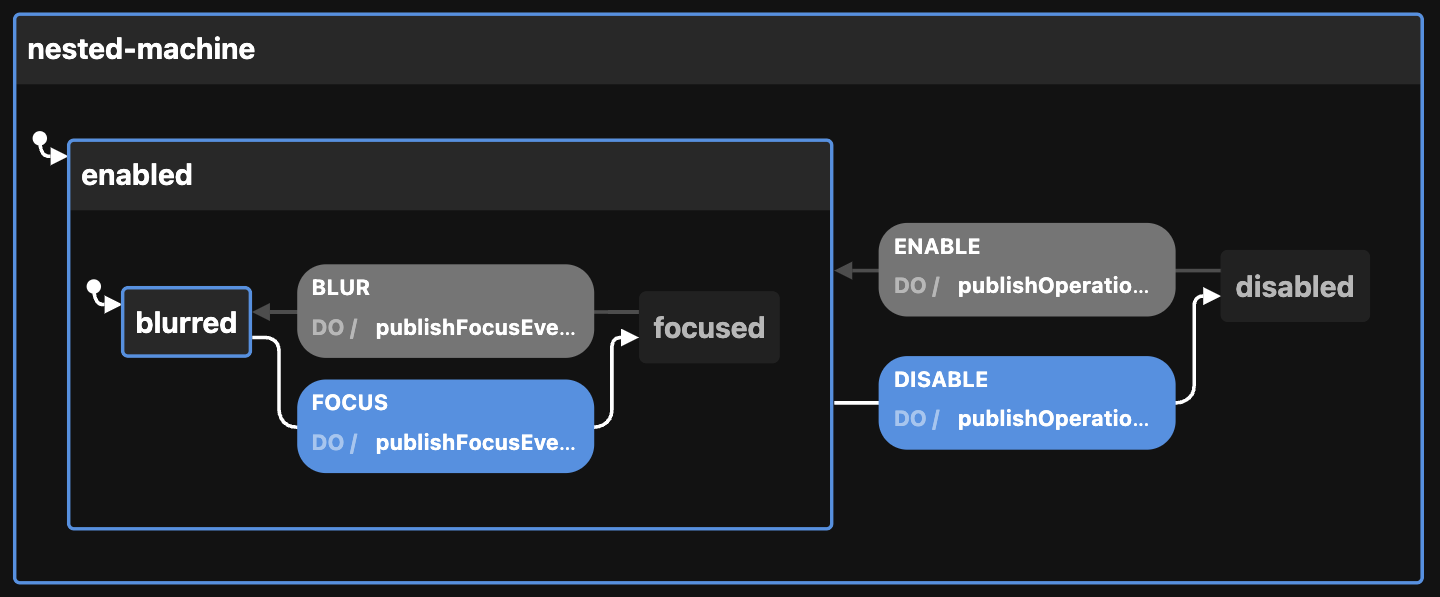 nested-machine
enabled
blurred
BLUR
DO / publishFocusEve...
FOCUS
DO / publishFocusEve...
focused
ENABLE
DO / publishOperatio...
DISABLE
DO / publishOperatio...
disabled